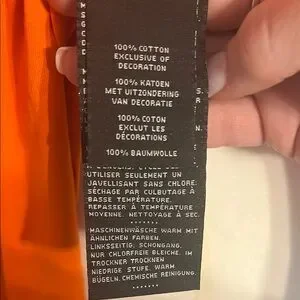 100% COTTON
EXCLUSIVE OF
DECORATION
100% KATOEN
MET UITZONDERING
VAN DECORATIE
100% COTON
EXCLUT LES
DÉCORATIONS
100% BAUMWOLLE
UTILISER SEULEMENT UN
JAVELLISANT SANS CHLORE.
SÉCHAGE PAR CULBUTAGE À
BASSE TEMPÉRATURE.
REPASSER À TEMPÉRATURE
MOYENNE. NETTOYAGE À SEC.
MASCHINENWÄSCHE WARM MIT
ÄHNLICHEN FARBEN.
LINKSSEITIG, SCHONGANG.
NUR CHLORFREIE BLEICHE. IM
TROCKNER TROCKNEN
NIEDRIGE STUFE. WARM
BÜGELN. CHEMISCHE REINIGUNG.